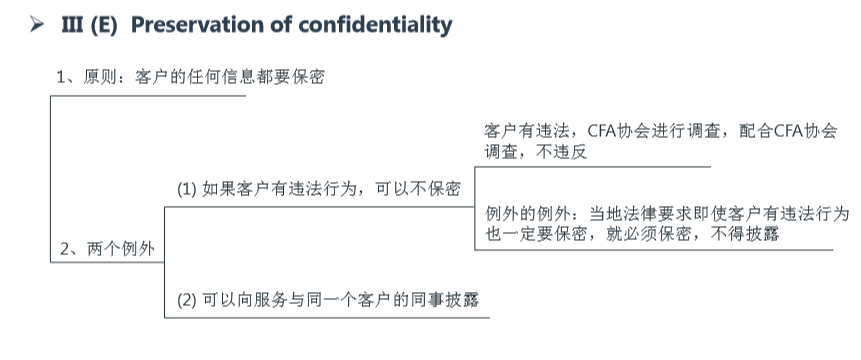 ➢ III (E) Preservation of confidentiality
1、原则：客户的任何信息都要保密
客户有违法，CFA协会进行调查，配合CFA协会
调查，不违反
(1) 如果客户有违法行为，可以不保密
例外的例外：当地法律要求即使客户有违法行为
也一定要保密，就必须保密，不得披露
2、两个例外
(2) 可以向服务与同一个客户的同事披露